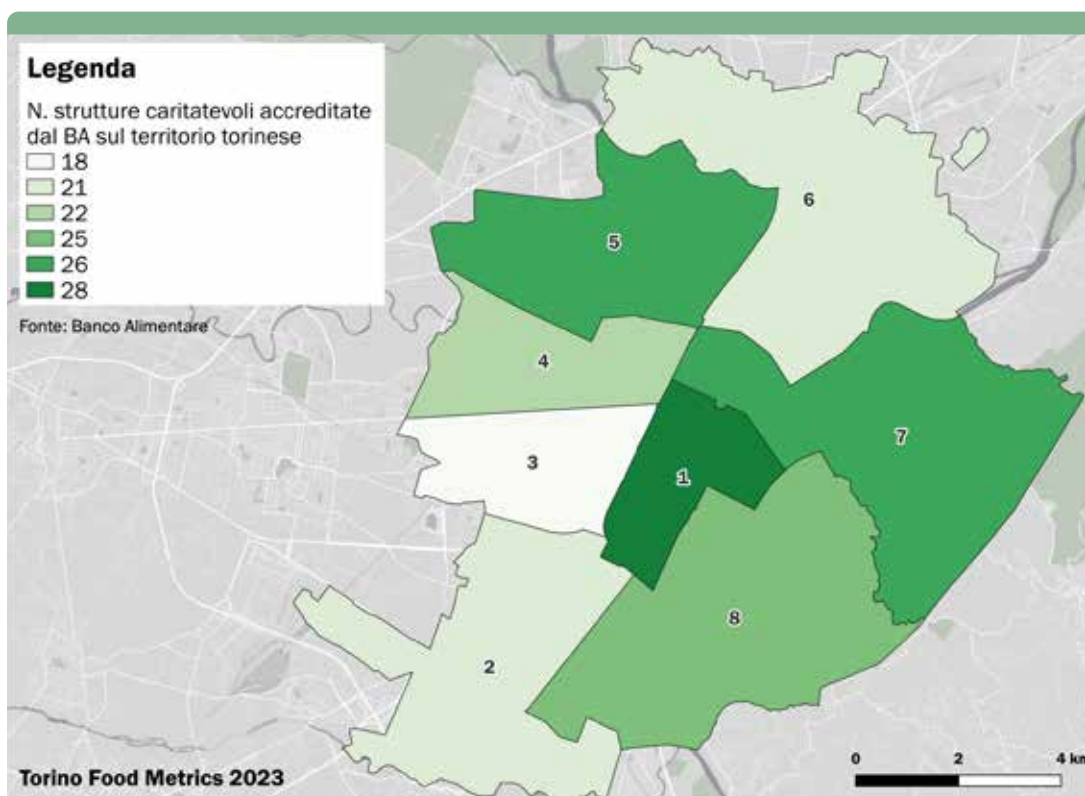 Legenda
N. strutture caritatevoli accreditate
dal BA sul territorio torinese
18
21
22
25
26
28
Fonte: Banco Alimentare
6
5
4
7
3
1
8
2
Torino Food Metrics 2023
0 2 4 km